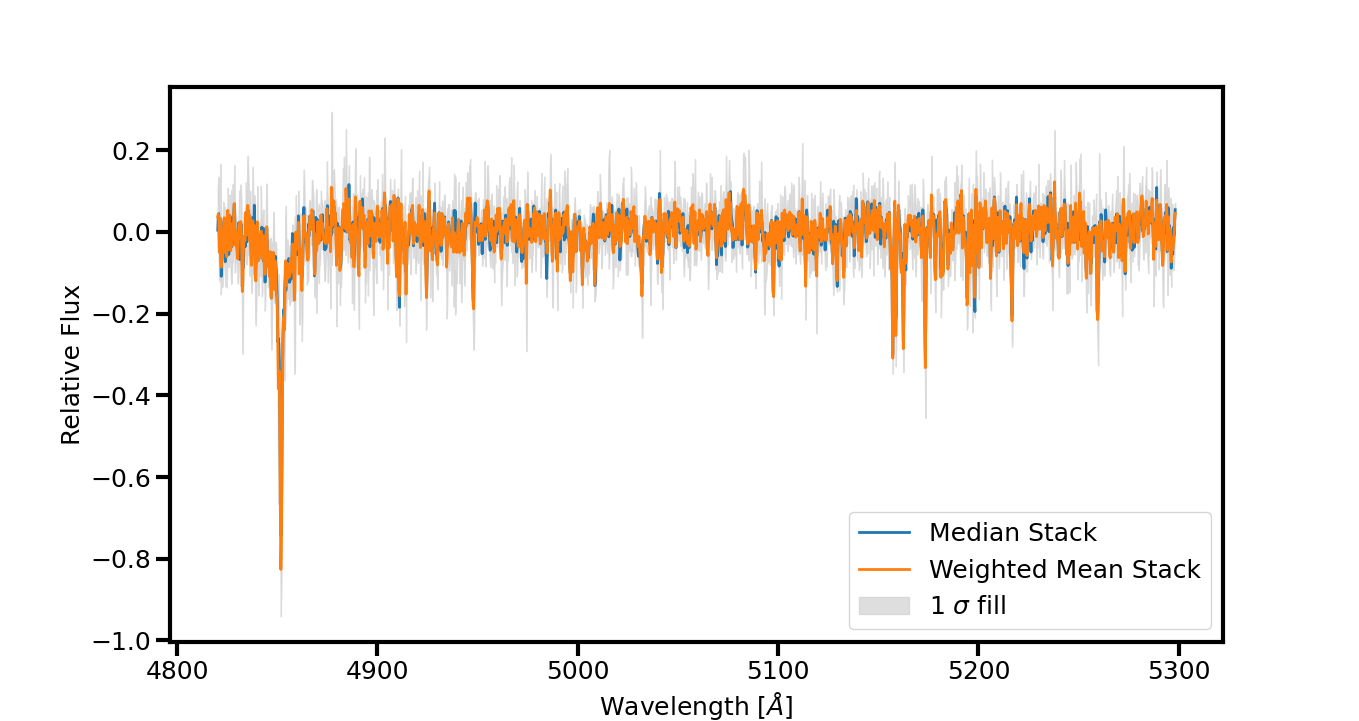 0.2
0.0
−0.2
−0.4
−0.6
−0.8
−1.0
Relative Flux
4800 4900 5000 5100 5200 5300
Wavelength [Å]
Median Stack
Weighted Mean Stack
1 σ fill